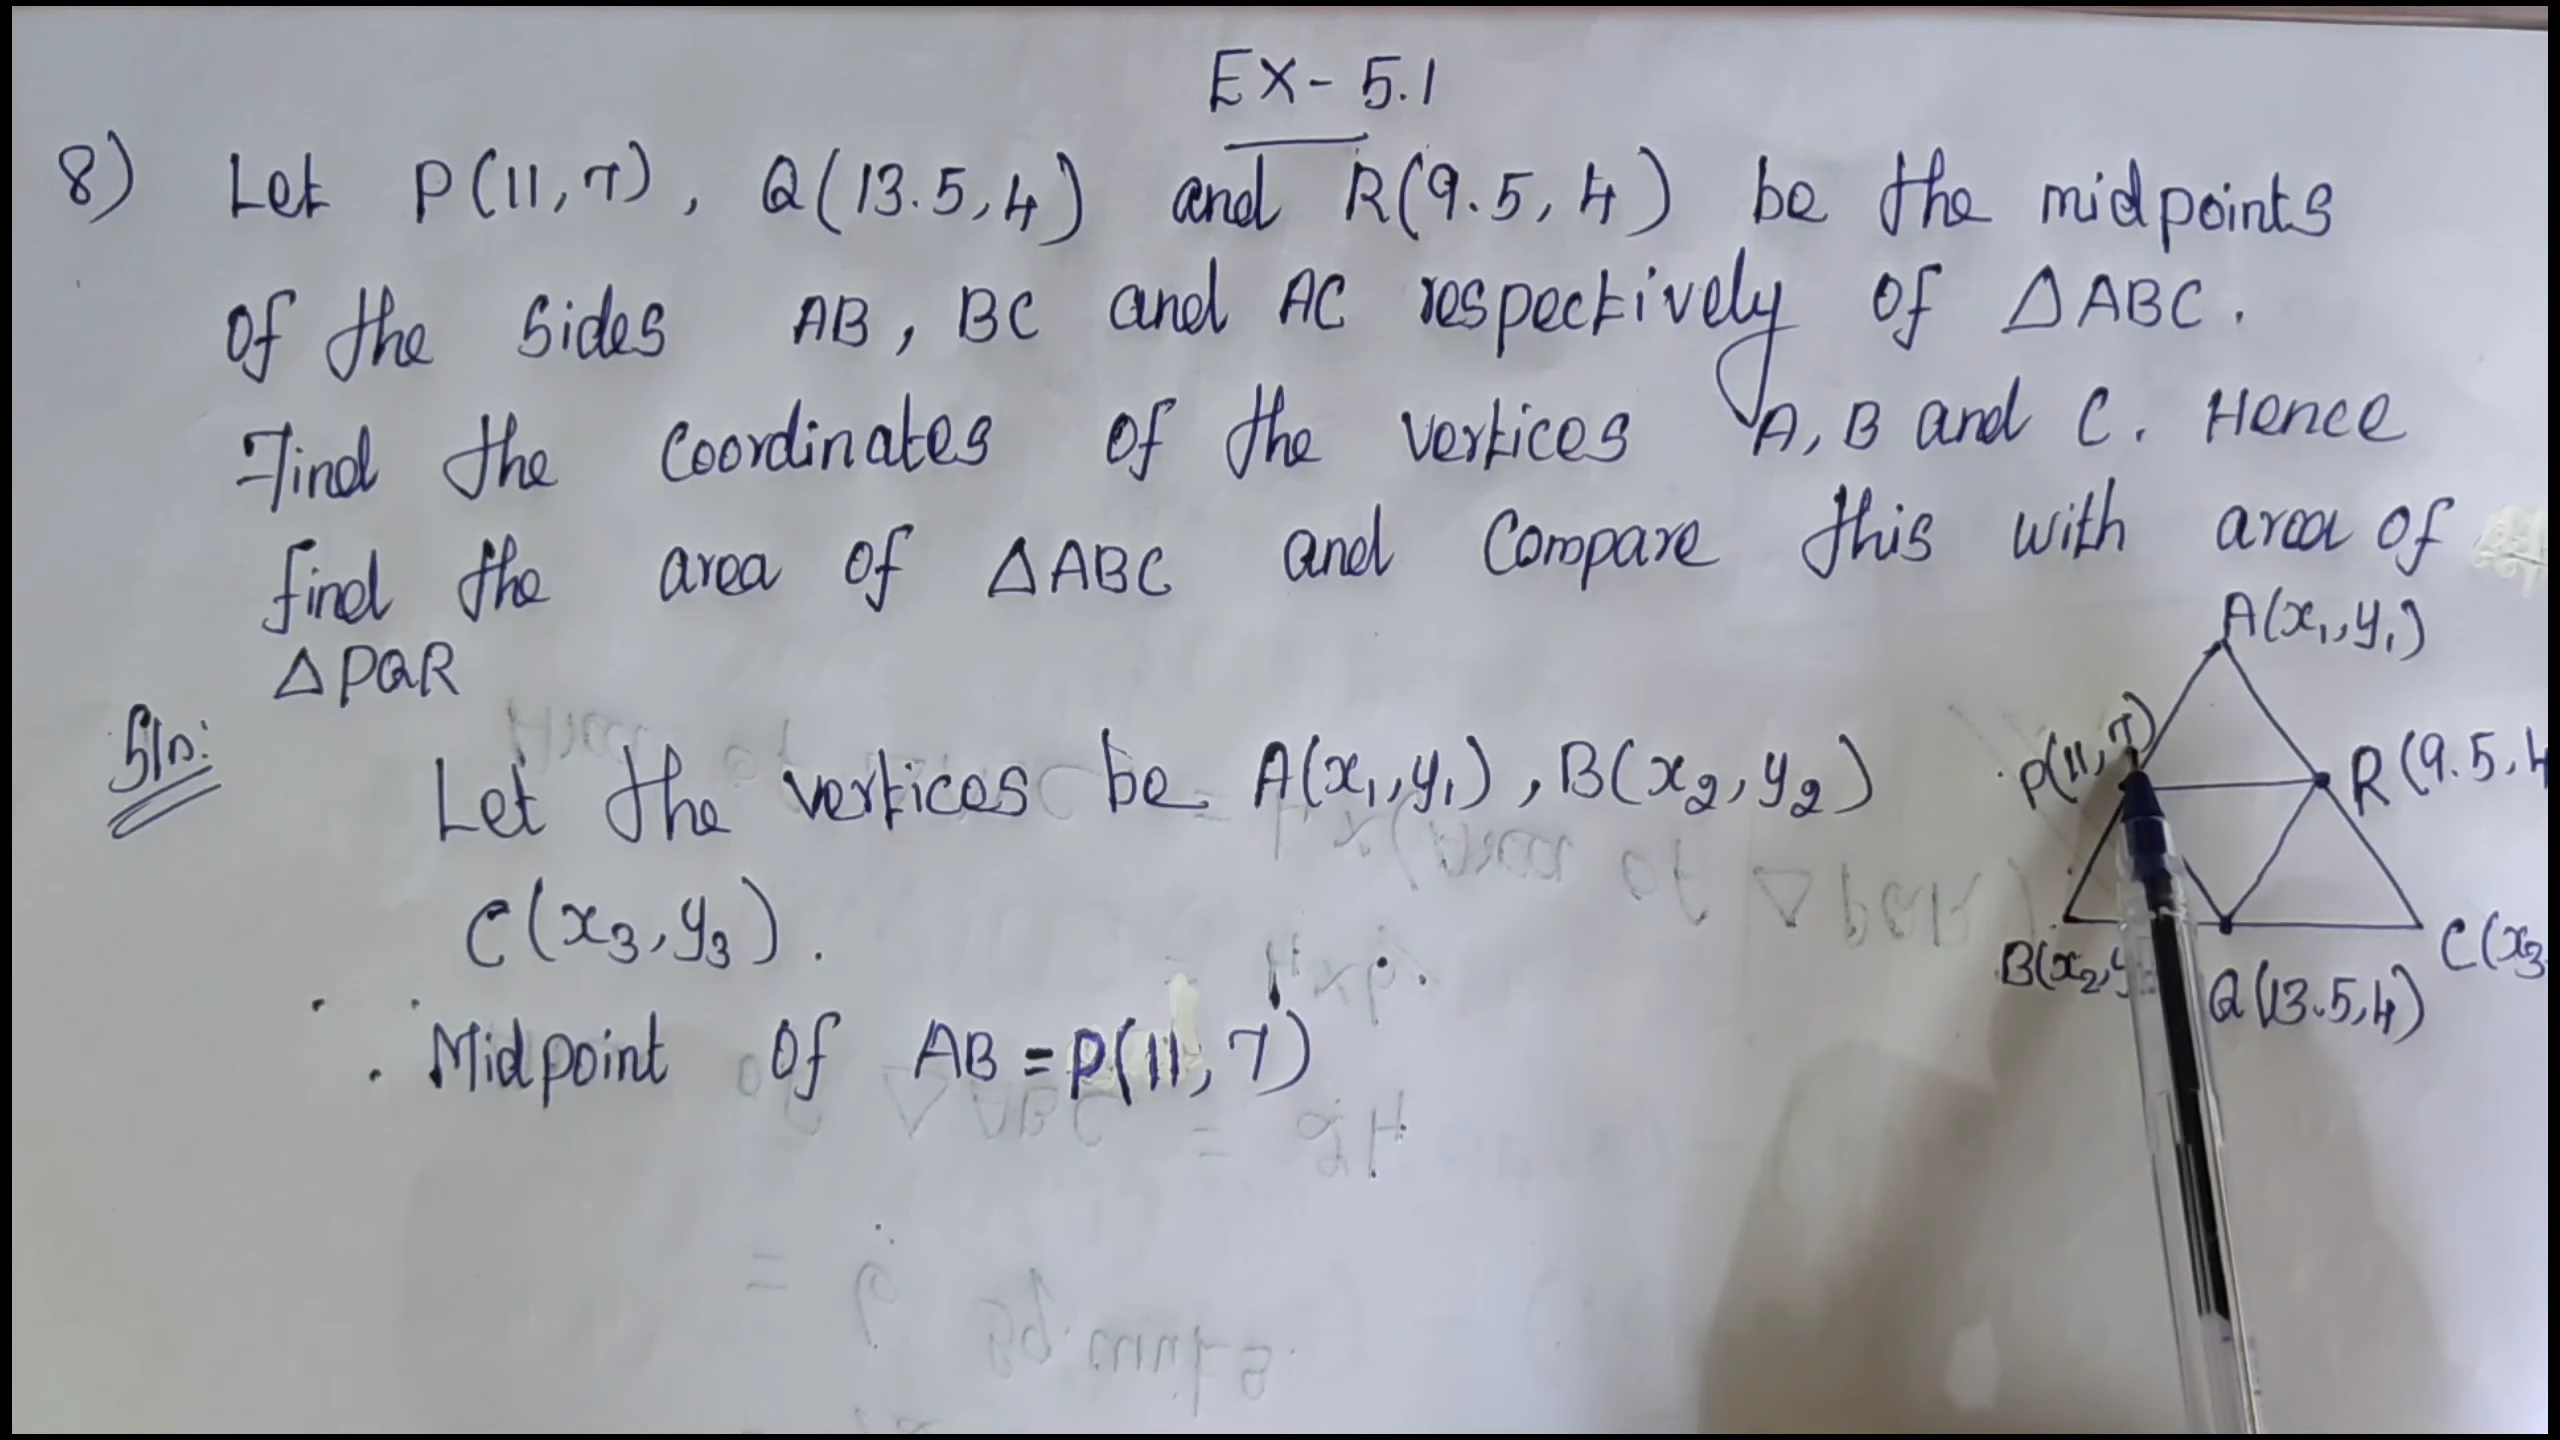 EX - 5.1
8) Let P(11,7), Q(13.5,4) and R(9.5,4) be the midpoints
of the sides AB, BC and AC respectively of △ABC.
Find the coordinates of the vertices A, B and C. Hence
find the area of △ABC and compare this with area of
△PQR
A(x₁,y₁)
Sln:
P(11,7)
R(9.5,4
Let the vertices be A(x₁,y₁), B(x₂,y₂)
C(x₃,y₃).
B(x₂,y
Q(13.5,4)
C(x₃
∴ Midpoint of AB = P(11,7)